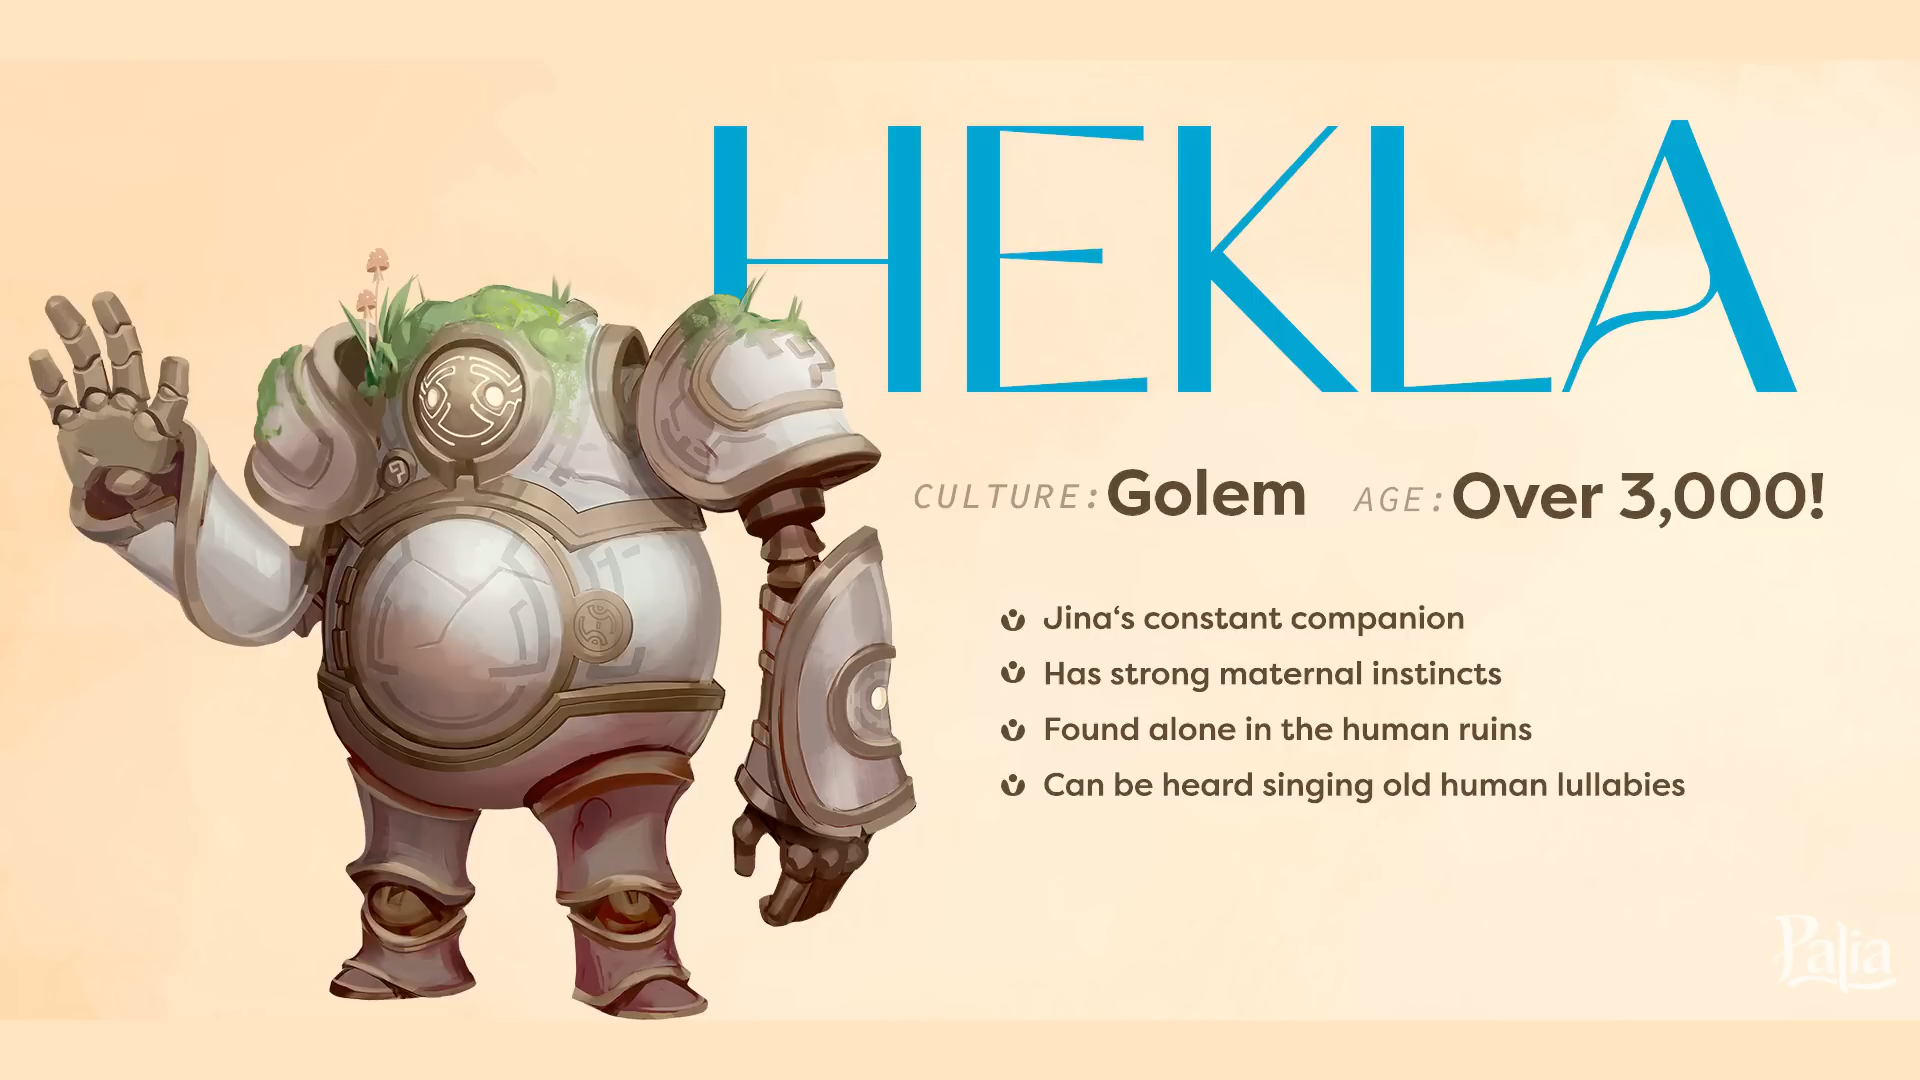 HEKLA
CULTURE: Golem AGE: Over 3,000!
Jina‘s constant companion
Has strong maternal instincts
Found alone in the human ruins
Can be heard singing old human lullabies
Palia